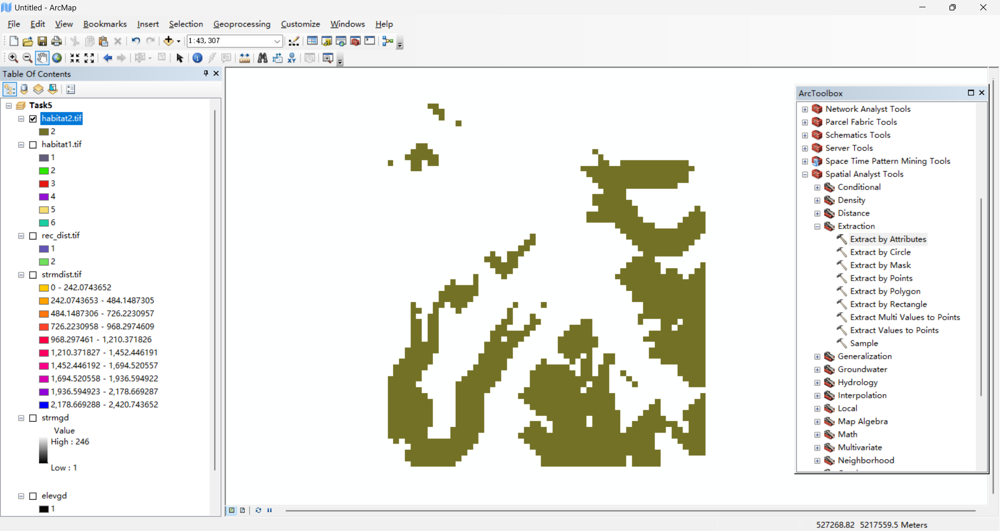 Untitled - ArcMap
File Edit View Bookmarks Insert Selection Geoprocessing Customize Windows Help
1:43, 307
Table Of Contents
Task5
habitat2.tif
2
habitat1.tif
1
2
3
4
5
6
rec_dist.tif
1
2
strmdist.tif
0 - 242.0743652
242.0743653 - 484.1487305
484.1487306 - 726.2230957
726.2230958 - 968.2974609
968.297461 - 1,210.371826
1,210.371827 - 1,452.446191
1,452.446192 - 1,694.520557
1,694.520558 - 1,936.594922
1,936.594923 - 2,178.669287
2,178.669288 - 2,420.743652
strmgd
Value
High : 246
Low : 1
elevgd
1
ArcToolbox
Network Analyst Tools
Parcel Fabric Tools
Schematics Tools
Server Tools
Space Time Pattern Mining Tools
Spatial Analyst Tools
Conditional
Density
Distance
Extraction
Extract by Attributes
Extract by Circle
Extract by Mask
Extract by Points
Extract by Polygon
Extract by Rectangle
Extract Multi Values to Points
Extract Values to Points
Sample
Generalization
Groundwater
Hydrology
Interpolation
Local
Map Algebra
Math
Multivariate
Neighborhood
527268.82 5217559.5 Meters